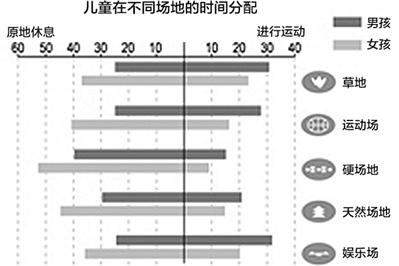 儿童在不同场地的时间分配
原地休息 进行运动
男孩
女孩
60 50 40 30 20 10 10 20 30 40
草地
运动场
硬场地
天然场地
娱乐场